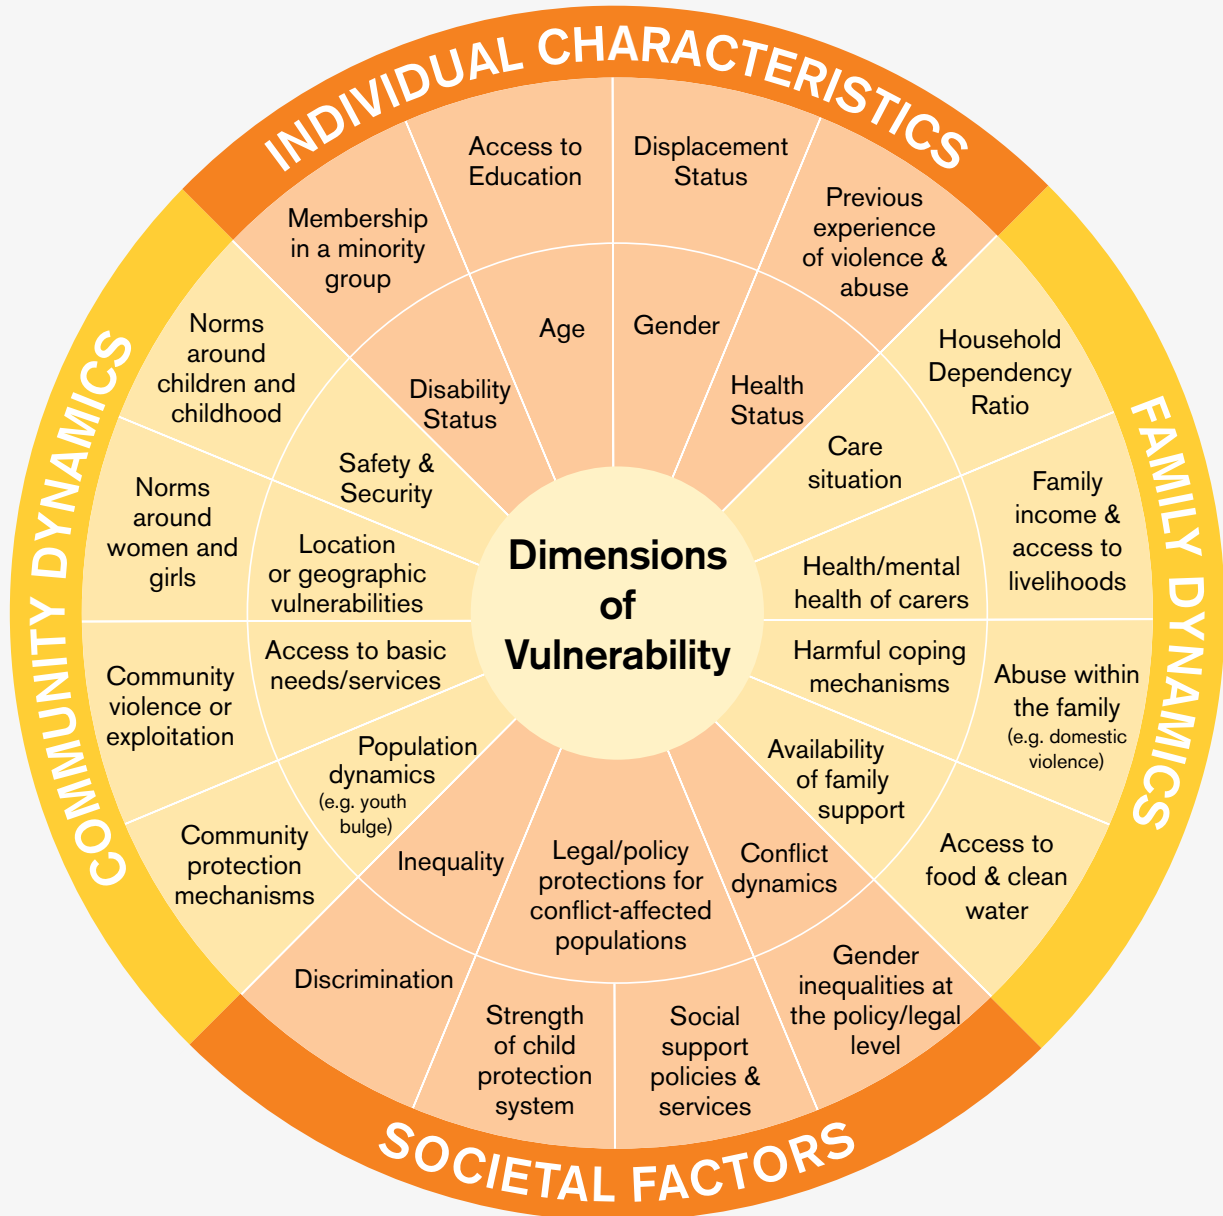 INDIVIDUAL CHARACTERISTICS
Membership
in a minority
group
Access to
Education
Displacement
Status
Previous
experience
of violence &
abuse
Disability
Status
Age
Gender
Health
Status
FAMILY DYNAMICS
Household
Dependency
Ratio
Family
income &
access to
livelihoods
Abuse within
the family
(e.g. domestic
violence)
Access to
food & clean
water
Care
situation
Health/mental
health of carers
Harmful coping
mechanisms
Availability
of family
support
SOCIETAL FACTORS
Inequality
Legal/policy
protections for
conflict-affected
populations
Conflict
dynamics
Discrimination
Strength
of child
protection
system
Social
support
policies &
services
Gender
inequalities at
the policy/legal
level
COMMUNITY DYNAMICS
Norms
around
children and
childhood
Norms
around
women and
girls
Community
violence or
exploitation
Community
protection
mechanisms
Safety &
Security
Location
or geographic
vulnerabilities
Access to basic
needs/services
Population
dynamics
(e.g. youth
bulge)
Dimensions
of
Vulnerability